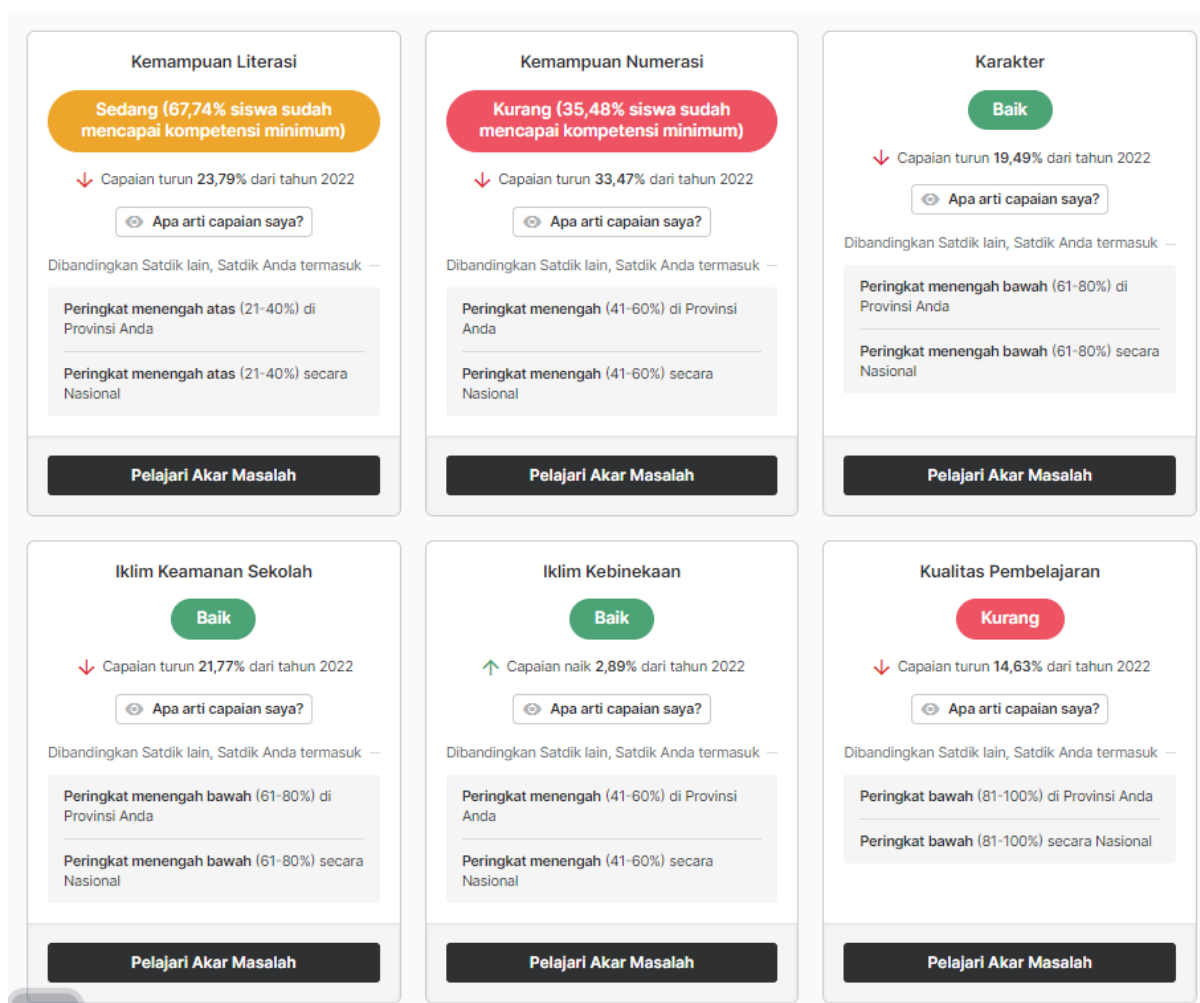 Kemampuan Literasi
Sedang (67,74% siswa sudah
mencapai kompetensi minimum)
Capaian turun 23,79% dari tahun 2022
Apa arti capaian saya?
Dibandingkan Satdik lain, Satdik Anda termasuk
Peringkat menengah atas (21-40%) di
Provinsi Anda
Peringkat menengah atas (21-40%) secara
Nasional
Pelajari Akar Masalah
Kemampuan Numerasi
Kurang (35,48% siswa sudah
mencapai kompetensi minimum)
Capaian turun 33,47% dari tahun 2022
Apa arti capaian saya?
Dibandingkan Satdik lain, Satdik Anda termasuk
Peringkat menengah (41-60%) di Provinsi
Anda
Peringkat menengah (41-60%) secara
Nasional
Pelajari Akar Masalah
Karakter
Baik
Capaian turun 19,49% dari tahun 2022
Apa arti capaian saya?
Dibandingkan Satdik lain, Satdik Anda termasuk
Peringkat menengah bawah (61-80%) di
Provinsi Anda
Peringkat menengah bawah (61-80%) secara
Nasional
Pelajari Akar Masalah
Iklim Keamanan Sekolah
Baik
Capaian turun 21,77% dari tahun 2022
Apa arti capaian saya?
Dibandingkan Satdik lain, Satdik Anda termasuk
Peringkat menengah bawah (61-80%) di
Provinsi Anda
Peringkat menengah bawah (61-80%) secara
Nasional
Pelajari Akar Masalah
Iklim Kebinekaan
Baik
Capaian naik 2,89% dari tahun 2022
Apa arti capaian saya?
Dibandingkan Satdik lain, Satdik Anda termasuk
Peringkat menengah (41-60%) di Provinsi
Anda
Peringkat menengah (41-60%) secara
Nasional
Pelajari Akar Masalah
Kualitas Pembelajaran
Kurang
Capaian turun 14,63% dari tahun 2022
Apa arti capaian saya?
Dibandingkan Satdik lain, Satdik Anda termasuk
Peringkat bawah (81-100%) di Provinsi Anda
Peringkat bawah (81-100%) secara Nasional
Pelajari Akar Masalah